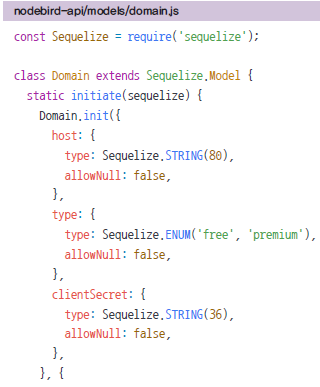 nodebird-api/models/domain.js
const Sequelize = require('sequelize');

class Domain extends Sequelize.Model {
  static initiate(sequelize) {
    Domain.init({
      host: {
        type: Sequelize.STRING(80),
        allowNull: false,
      },
      type: {
        type: Sequelize.ENUM('free', 'premium'),
        allowNull: false,
      },
      clientSecret: {
        type: Sequelize.STRING(36),
        allowNull: false,
      },
    }, {